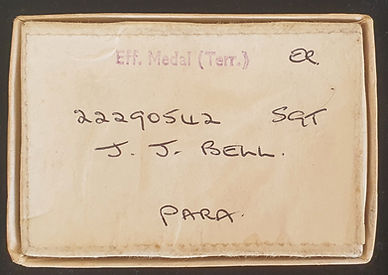 Eff. Medal (Terr.) ER.
22290542 SGT
J. J. BELL.
PARA.